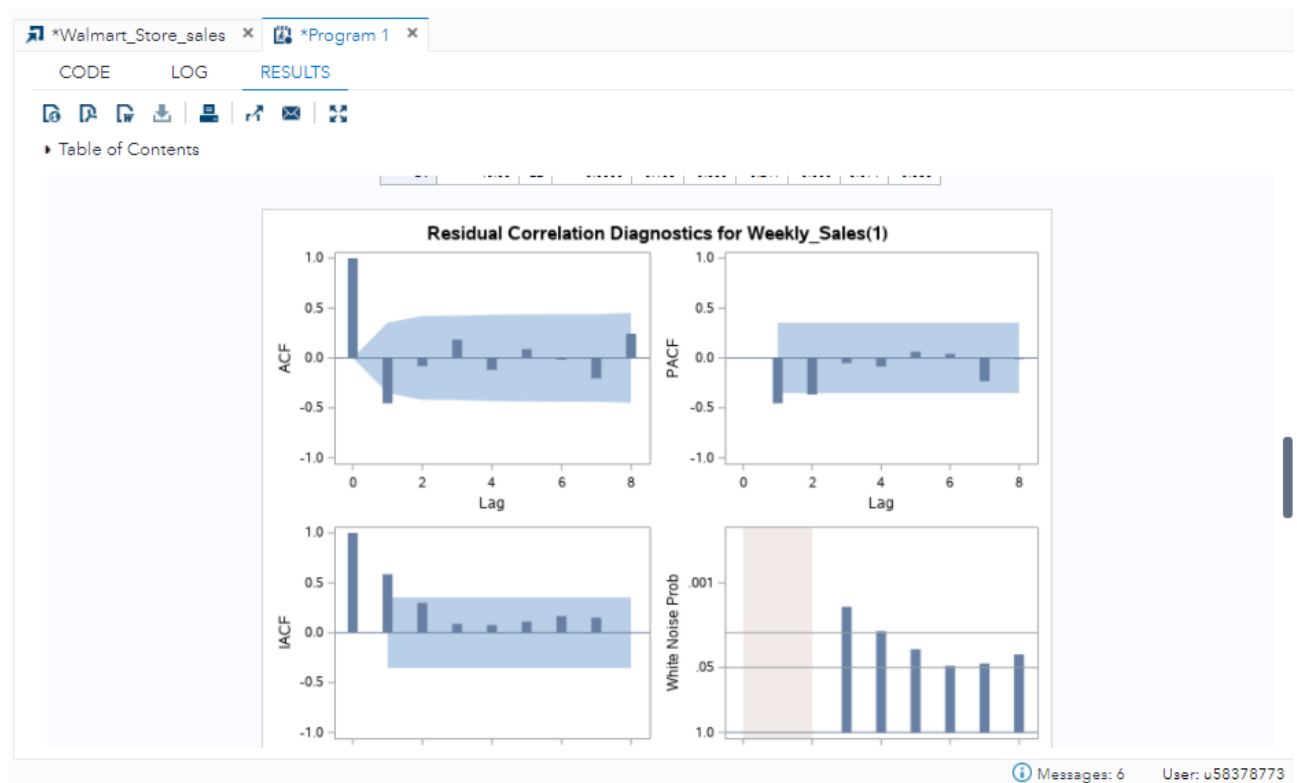 *Walmart_Store_sales × *Program 1 ×
CODE LOG RESULTS
Table of Contents
Residual Correlation Diagnostics for Weekly_Sales(1)
1.0
0.5
0.0
-0.5
-1.0
ACF
0 2 4 6 8
Lag
1.0
0.5
0.0
-0.5
-1.0
PACF
0 2 4 6 8
Lag
1.0
0.5
0.0
-0.5
-1.0
IACF
.001
.05
1.0
White Noise Prob
Messages: 6 User: u58378773